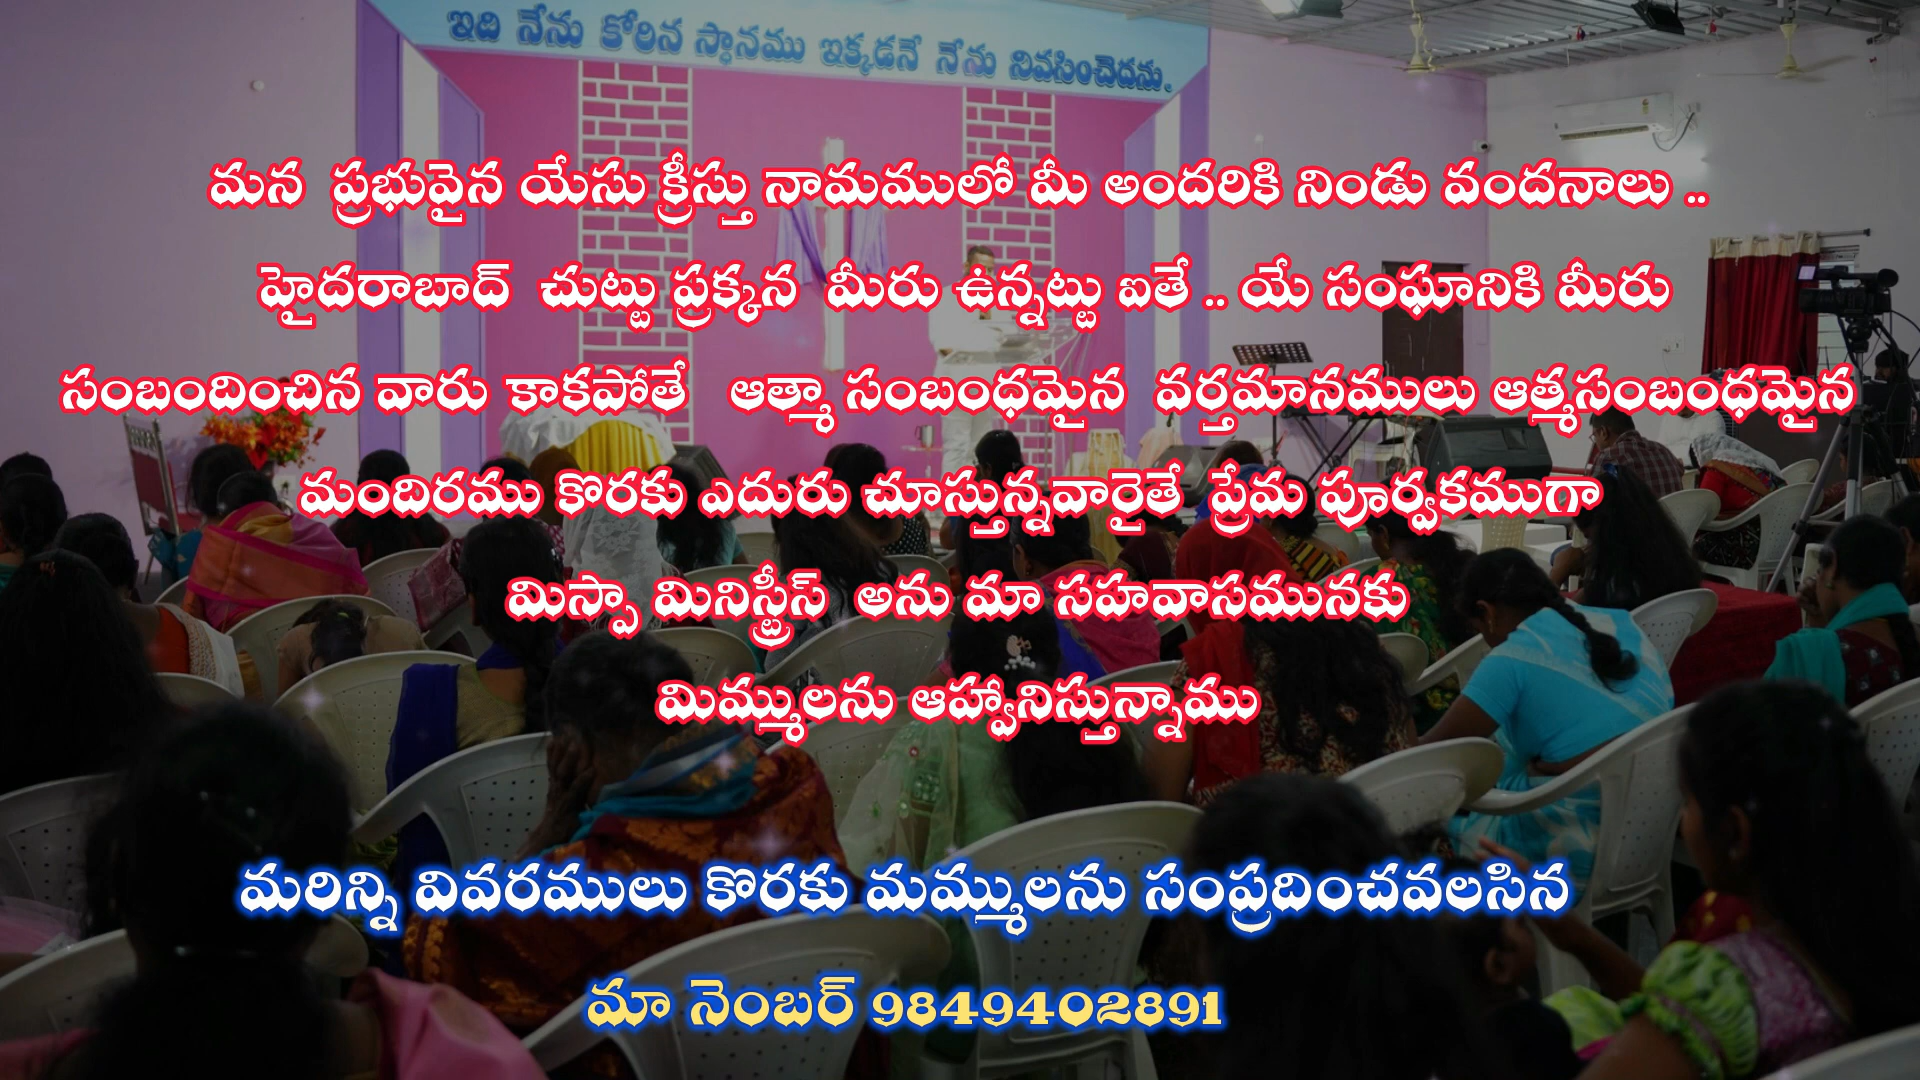 ఇది నేను కోరిన స్థానము ఇక్కడనే నేను నివసించెదను.
మన ప్రభువైన యేసు క్రీస్తు నామములో మీ అందరికి నిండు వందనాలు ..
హైదరాబాద్ చుట్టు ప్రక్కన మీరు ఉన్నట్టు ఐతే .. యే సంఘానికి మీరు
సంబందించిన వారు కాకపోతే ఆత్మా సంబంధమైన వర్తమానములు ఆత్మసంబంధమైన
మందిరము కొరకు ఎదురు చూస్తున్నవారైతే ప్రేమ పూర్వకముగా
మిస్పా మినిస్ట్రీస్ అను మా సహవాసమునకు
మిమ్ములను ఆహ్వానిస్తున్నాము
మరిన్ని వివరములు కొరకు మమ్ములను సంప్రదించవలసిన
మా నెంబర్ 9849402891